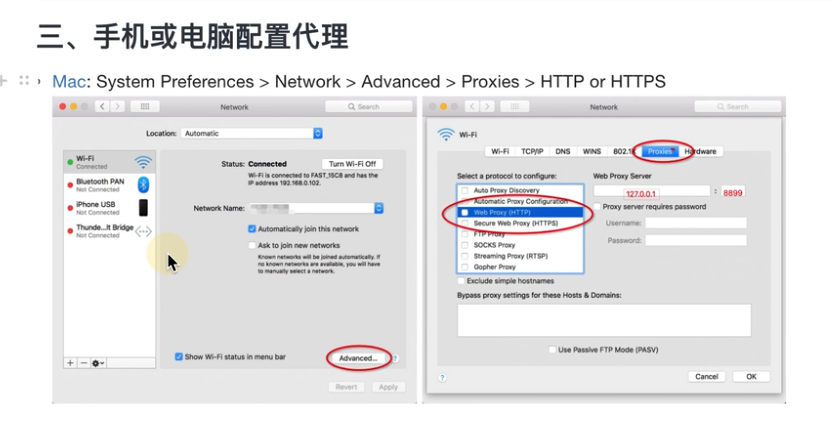 三、手机或电脑配置代理
Mac: System Preferences > Network > Advanced > Proxies > HTTP or HTTPS
Network
Search
Location: Automatic
Wi-Fi
Connected
Bluetooth PAN
Not Connected
iPhone USB
Not Connected
Thunde...lt Bridge
Not Connected
Status: Connected
Turn Wi-Fi Off
Wi-Fi is connected to FAST_15C8 and has the
IP address 192.168.0.102.
Network Name:
Automatically join this network
Ask to join new networks
Known networks will be joined automatically. If
no known networks are available, you will have
to manually select a network.
Show Wi-Fi status in menu bar
Advanced...
?
Revert
Apply
Network
Search
Wi-Fi
Wi-Fi TCP/IP DNS WINS 802.1X Proxies Hardware
Select a protocol to configure:
Auto Proxy Discovery
Automatic Proxy Configuration
Web Proxy (HTTP)
Secure Web Proxy (HTTPS)
FTP Proxy
SOCKS Proxy
Streaming Proxy (RTSP)
Gopher Proxy
Web Proxy Server
127.0.0.1 : 8899
Proxy server requires password
Username:
Password:
Exclude simple hostnames
Bypass proxy settings for these Hosts & Domains:
Use Passive FTP Mode (PASV)
?
Cancel
OK